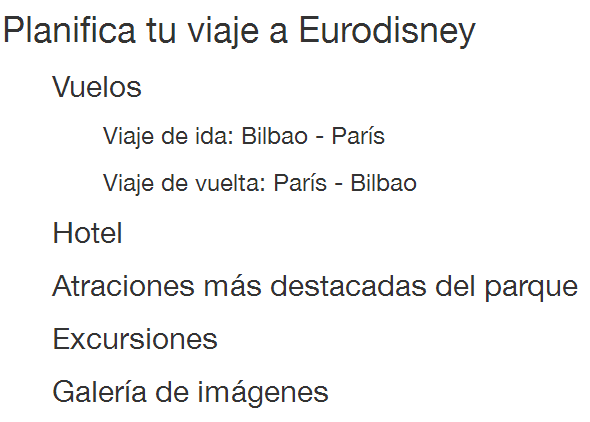 Planifica tu viaje a Eurodisney
Vuelos
Viaje de ida: Bilbao - París
Viaje de vuelta: París - Bilbao
Hotel
Atraciones más destacadas del parque
Excursiones
Galería de imágenes